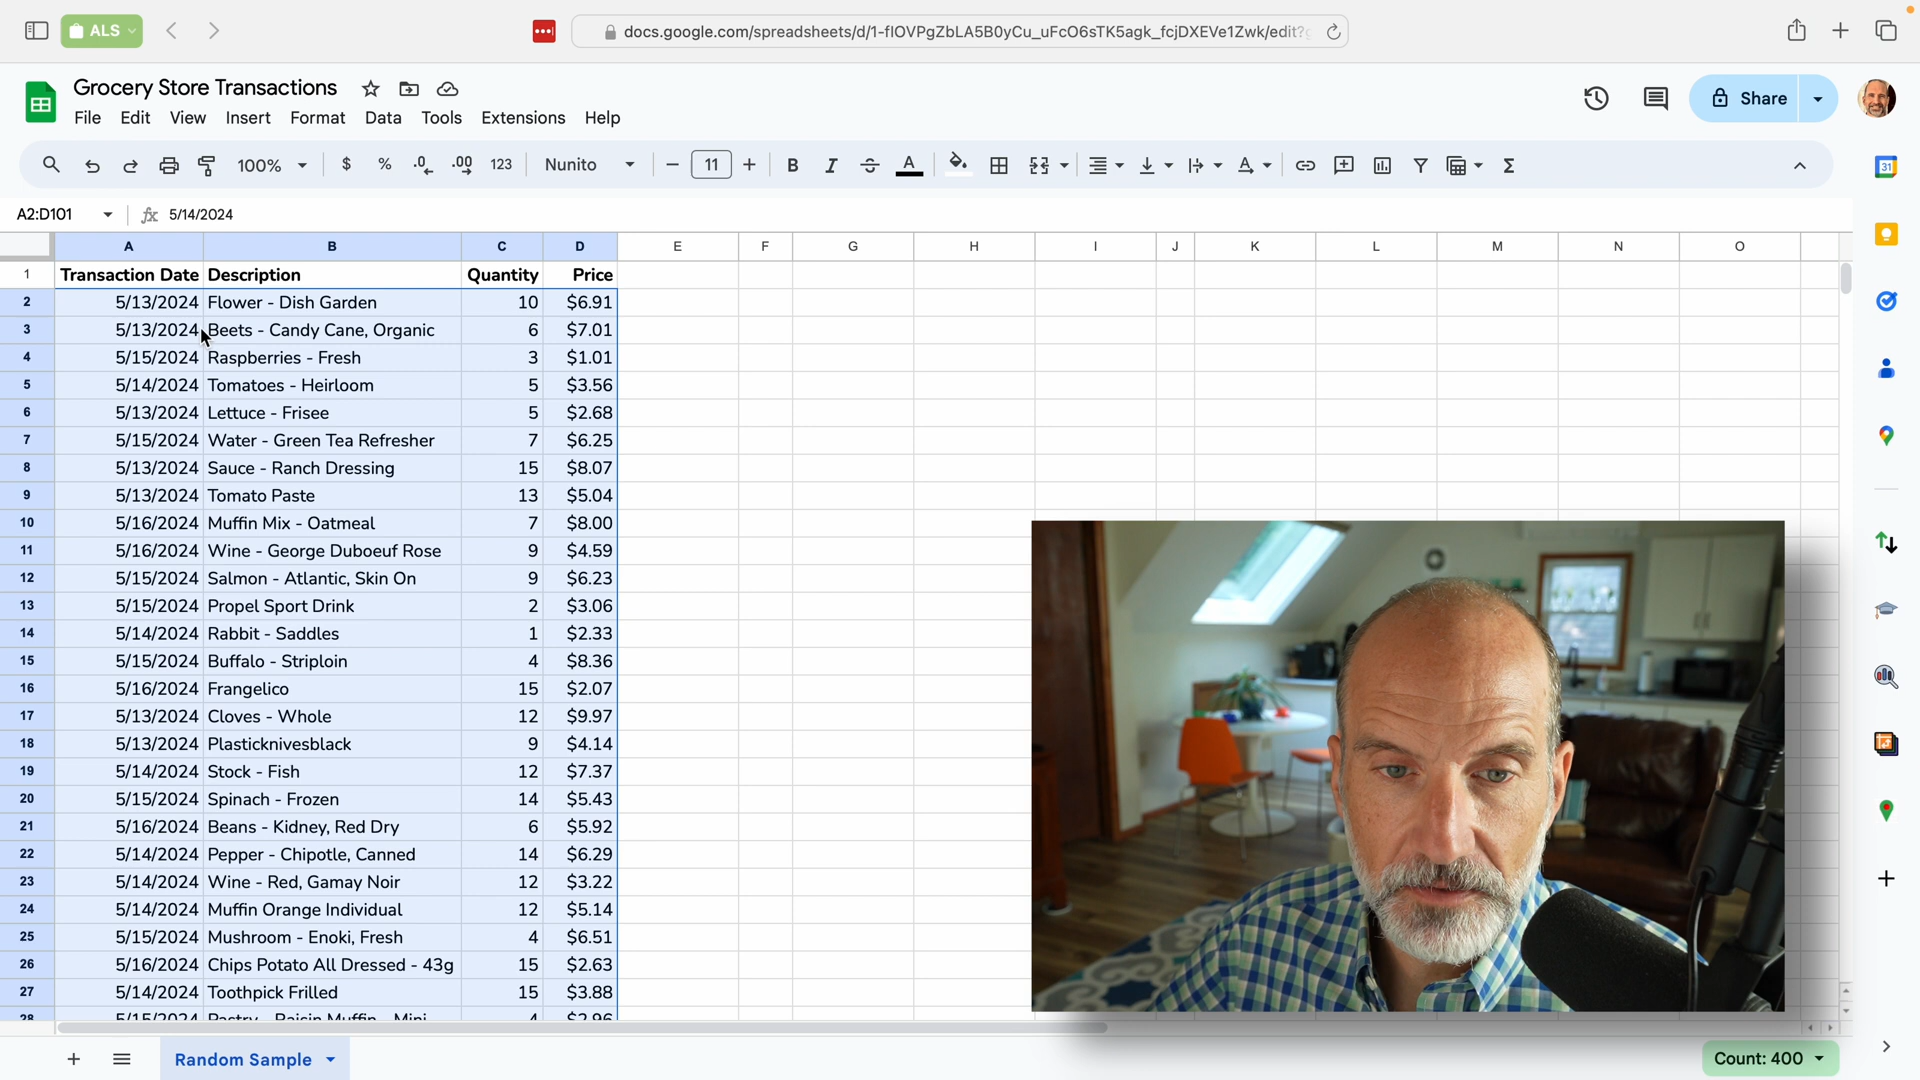 ALS
docs.google.com/spreadsheets/d/1-flOVPgZbLA5B0yCu_uFcO6sTK5agk_fcjDXEVe1Zwk/edit?
Grocery Store Transactions
File Edit View Insert Format Data Tools Extensions Help
Share
100% $ % .0 .00 123 Nunito 11 B I S A
A2:D101 fx 5/14/2024
A B C D E F G H I J K L M N O
1 Transaction Date Description Quantity Price
2 5/13/2024 Flower - Dish Garden 10 $6.91
3 5/13/2024 Beets - Candy Cane, Organic 6 $7.01
4 5/15/2024 Raspberries - Fresh 3 $1.01
5 5/14/2024 Tomatoes - Heirloom 5 $3.56
6 5/13/2024 Lettuce - Frisee 5 $2.68
7 5/15/2024 Water - Green Tea Refresher 7 $6.25
8 5/13/2024 Sauce - Ranch Dressing 15 $8.07
9 5/13/2024 Tomato Paste 13 $5.04
10 5/16/2024 Muffin Mix - Oatmeal 7 $8.00
11 5/16/2024 Wine - George Duboeuf Rose 9 $4.59
12 5/15/2024 Salmon - Atlantic, Skin On 9 $6.23
13 5/15/2024 Propel Sport Drink 2 $3.06
14 5/14/2024 Rabbit - Saddles 1 $2.33
15 5/15/2024 Buffalo - Striploin 4 $8.36
16 5/16/2024 Frangelico 15 $2.07
17 5/13/2024 Cloves - Whole 12 $9.97
18 5/13/2024 Plasticknivesblack 9 $4.14
19 5/14/2024 Stock - Fish 12 $7.37
20 5/15/2024 Spinach - Frozen 14 $5.43
21 5/16/2024 Beans - Kidney, Red Dry 6 $5.92
22 5/14/2024 Pepper - Chipotle, Canned 14 $6.29
23 5/14/2024 Wine - Red, Gamay Noir 12 $3.22
24 5/14/2024 Muffin Orange Individual 12 $5.14
25 5/15/2024 Mushroom - Enoki, Fresh 4 $6.51
26 5/16/2024 Chips Potato All Dressed - 43g 15 $2.63
27 5/14/2024 Toothpick Frilled 15 $3.88
28 5/15/2024 Pastry - Raisin Muffin - Mini 4 $2.96
Random Sample
Count: 400
31